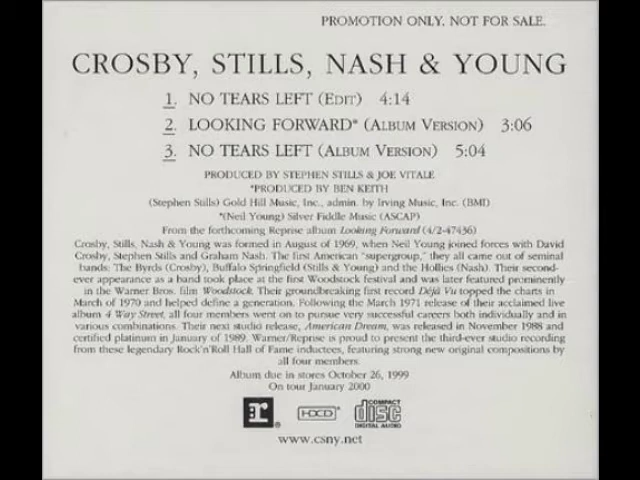 PROMOTION ONLY. NOT FOR SALE.
CROSBY, STILLS, NASH & YOUNG
1. NO TEARS LEFT (EDIT) 4:14
2. LOOKING FORWARD* (ALBUM VERSION) 3:06
3. NO TEARS LEFT (ALBUM VERSION) 5:04
PRODUCED BY STEPHEN STILLS & JOE VITALE
*PRODUCED BY BEN KEITH
(Stephen Stills) Gold Hill Music, Inc., admin. by Irving Music, Inc. (BMI)
*(Neil Young) Silver Fiddle Music (ASCAP)
From the forthcoming Reprise album Looking Forward (4/2-47436)
Crosby, Stills, Nash & Young was formed in August of 1969, when Neil Young joined forces with David
Crosby, Stephen Stills and Graham Nash. The first American "supergroup," they all came out of seminal
bands: The Byrds (Crosby), Buffalo Springfield (Stills & Young) and the Hollies (Nash). Their second-
ever appearance as a band took place at the first Woodstock festival and was later featured prominently
in the Warner Bros. film Woodstock. Their groundbreaking first record Déjà Vu topped the charts in
March of 1970 and helped define a generation. Following the March 1971 release of their acclaimed live
album 4 Way Street, all four members went on to pursue very successful careers both individually and in
various combinations. Their next studio release, American Dream, was released in November 1988 and
certified platinum in January of 1989. Warner/Reprise is proud to present the third-ever studio recording
from these legendary Rock'n'Roll Hall of Fame inductees, featuring strong new original compositions by
all four members.
Album due in stores October 26, 1999
On tour January 2000
r ® HDCD® COMPACT disc DIGITAL AUDIO
www.csny.net